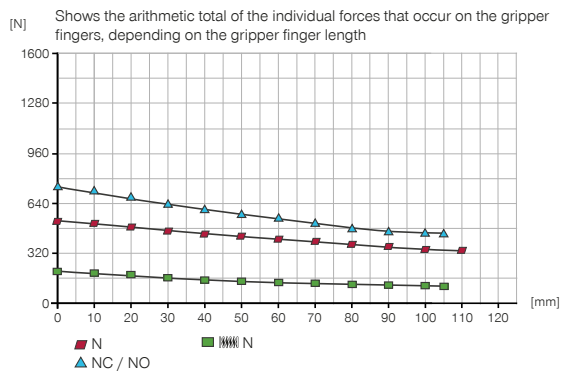 Shows the arithmetic total of the individual forces that occur on the gripper
[N]
fingers, depending on the gripper finger length
1600
1280
960
640
320
0
0 10 20 30 40 50 60 70 80 90 100 110 120 [mm]
N N
NC / NO